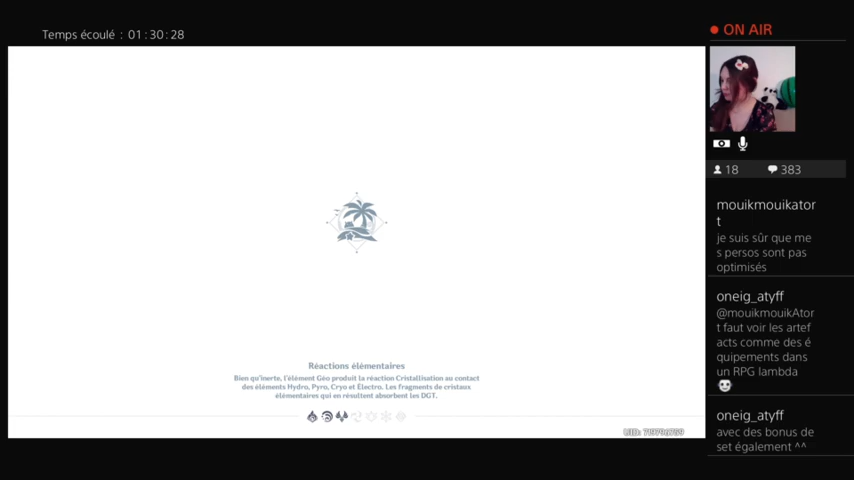 Temps écoulé : 01:30:28
ON AIR
18
383
mouikmouikator
t
je suis sûr que me
s persos sont pas
optimisés
oneig_atyff
@mouikmouikAtor
t faut voir les artef
acts comme des é
quipements dans
un RPG lambda
oneig_atyff
avec des bonus de
set également ^^
Réactions élémentaires
Bien qu'inerte, l'élément Géo produit la réaction Cristallisation au contact
des éléments Hydro, Pyro, Cryo et Électro. Les fragments de cristaux
élémentaires qui en résultent absorbent les DGT.
UID: